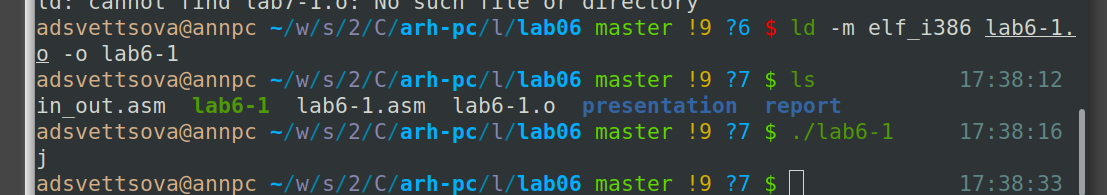 ld: cannot find lab7-1.o: No such file or directory
adsvettsova@annpc ~/w/s/2/C/arh-pc/l/lab06 master !9 ?6 $ ld -m elf_i386 lab6-1.
o -o lab6-1
adsvettsova@annpc ~/w/s/2/C/arh-pc/l/lab06 master !9 ?7 $ ls 17:38:12
in_out.asm lab6-1 lab6-1.asm lab6-1.o presentation report
adsvettsova@annpc ~/w/s/2/C/arh-pc/l/lab06 master !9 ?7 $ ./lab6-1 17:38:16
j
adsvettsova@annpc ~/w/s/2/C/arh-pc/l/lab06 master !9 ?7 $ 17:38:33